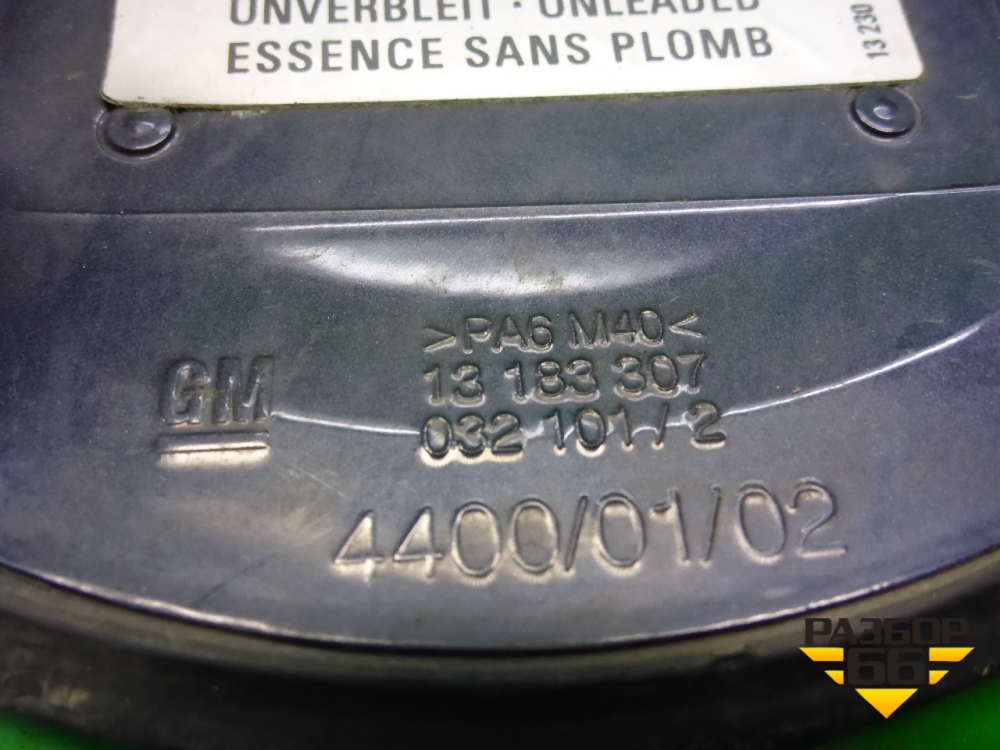 UNVERBLEIT · UNLEADED
ESSENCE SANS PLOMB
13 230
>PA6 M40<
13 183 307
032 101/2
GM
4400/01/02
РАЗБОР
66